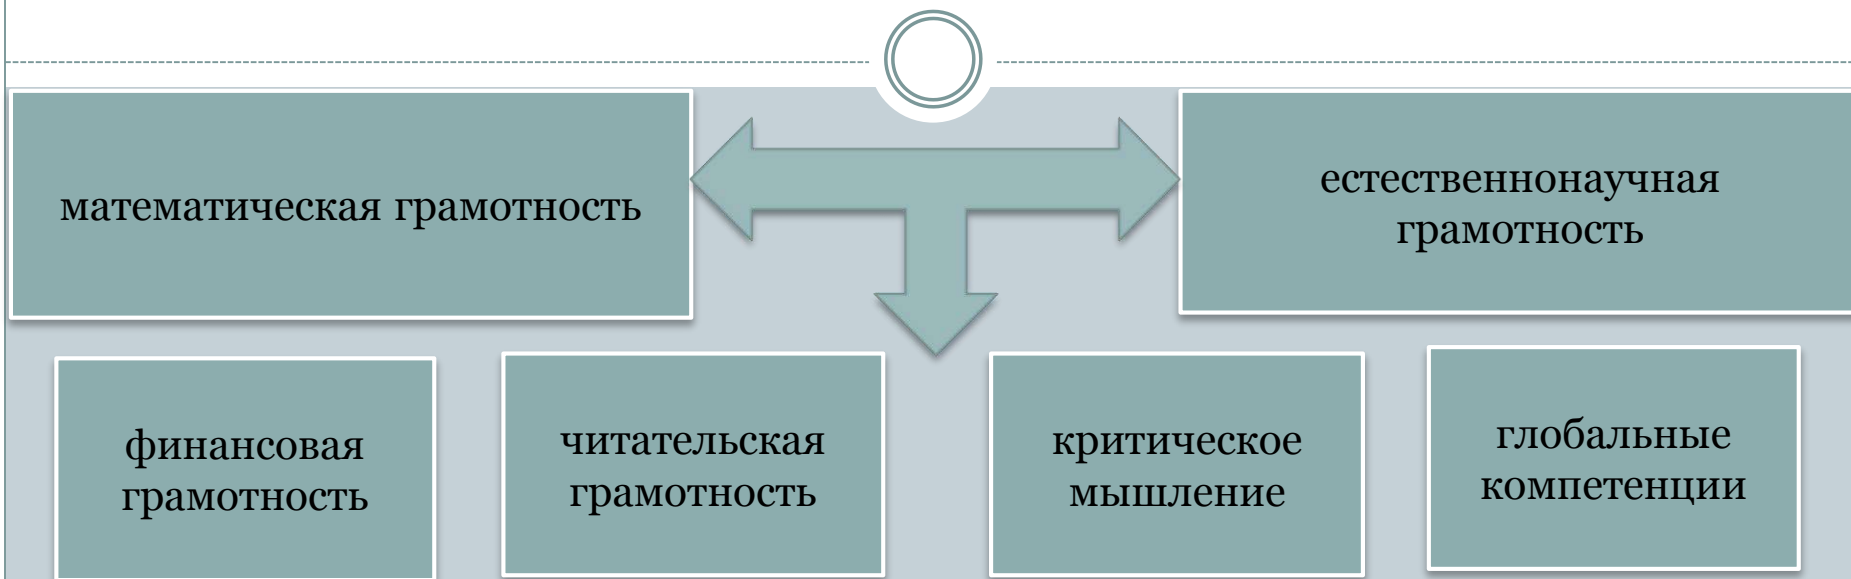 математическая грамотность
естественнонаучная
грамотность
финансовая
грамотность
читательская
грамотность
критическое
мышление
глобальные
компетенции